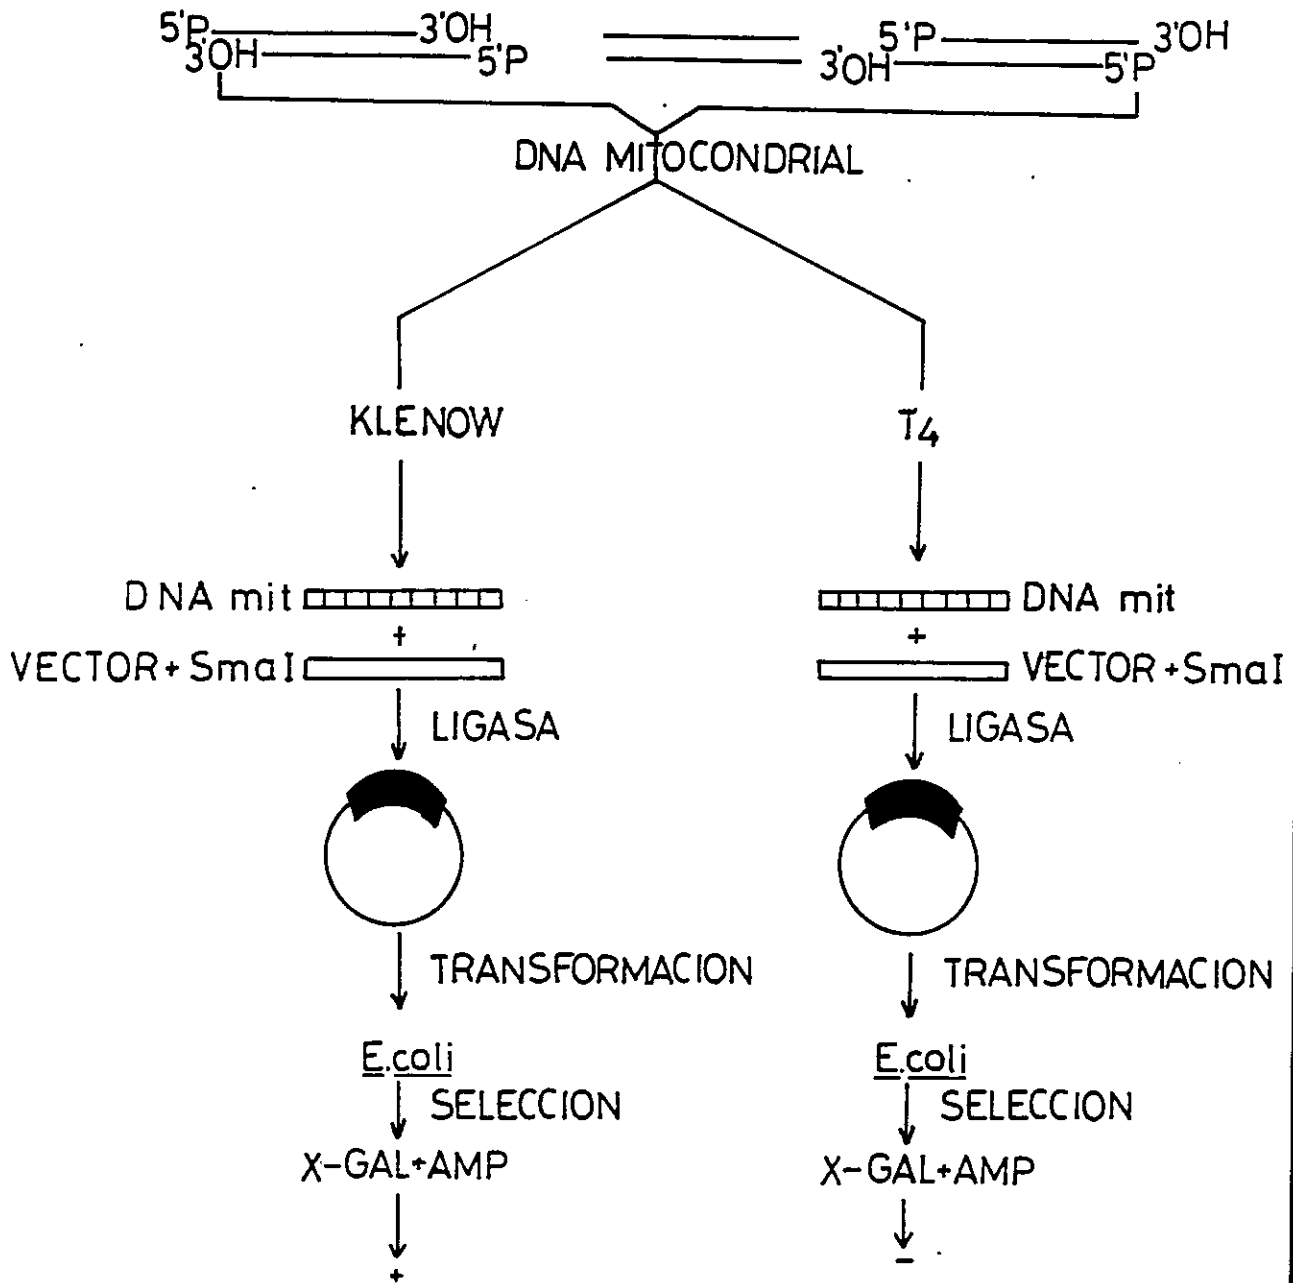 5'P 3'OH 5'P 3'OH
3'OH 5'P 3'OH 5'P
DNA MITOCONDRIAL
KLENOW T4
DNA mit DNA mit
+ +
VECTOR+SmaI VECTOR+SmaI
LIGASA LIGASA
TRANSFORMACION TRANSFORMACION
E.coli E.coli
SELECCION SELECCION
X-GAL+AMP X-GAL+AMP
+ -